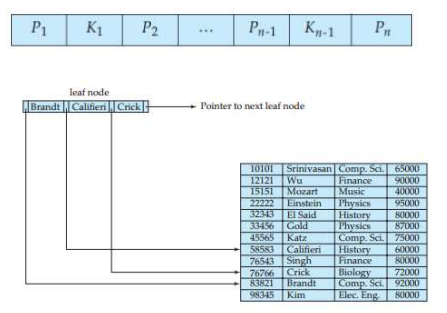 P1 K1 P2 ... Pn-1 Kn-1 Pn
leaf node
Brandt Califieri Crick
Pointer to next leaf node
10101 Srinivasan Comp. Sci. 65000
12121 Wu Finance 90000
15151 Mozart Music 40000
22222 Einstein Physics 95000
32343 El Said History 80000
33456 Gold Physics 87000
45565 Katz Comp. Sci. 75000
58583 Califieri History 60000
76543 Singh Finance 80000
76766 Crick Biology 72000
83821 Brandt Comp. Sci. 92000
98345 Kim Elec. Eng. 80000